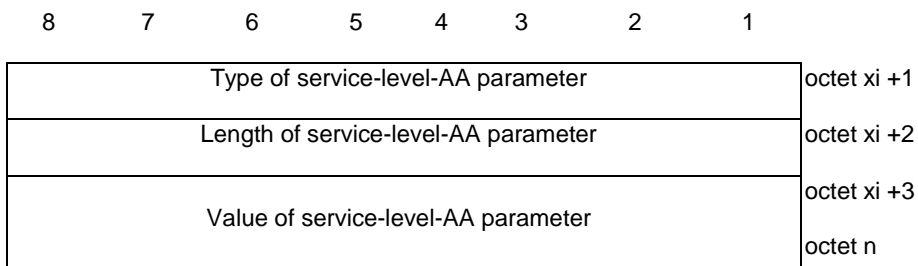 8 7 6 5 4 3 2 1
Type of service-level-AA parameter octet xi +1
Length of service-level-AA parameter octet xi +2
octet xi +3
Value of service-level-AA parameter
octet n